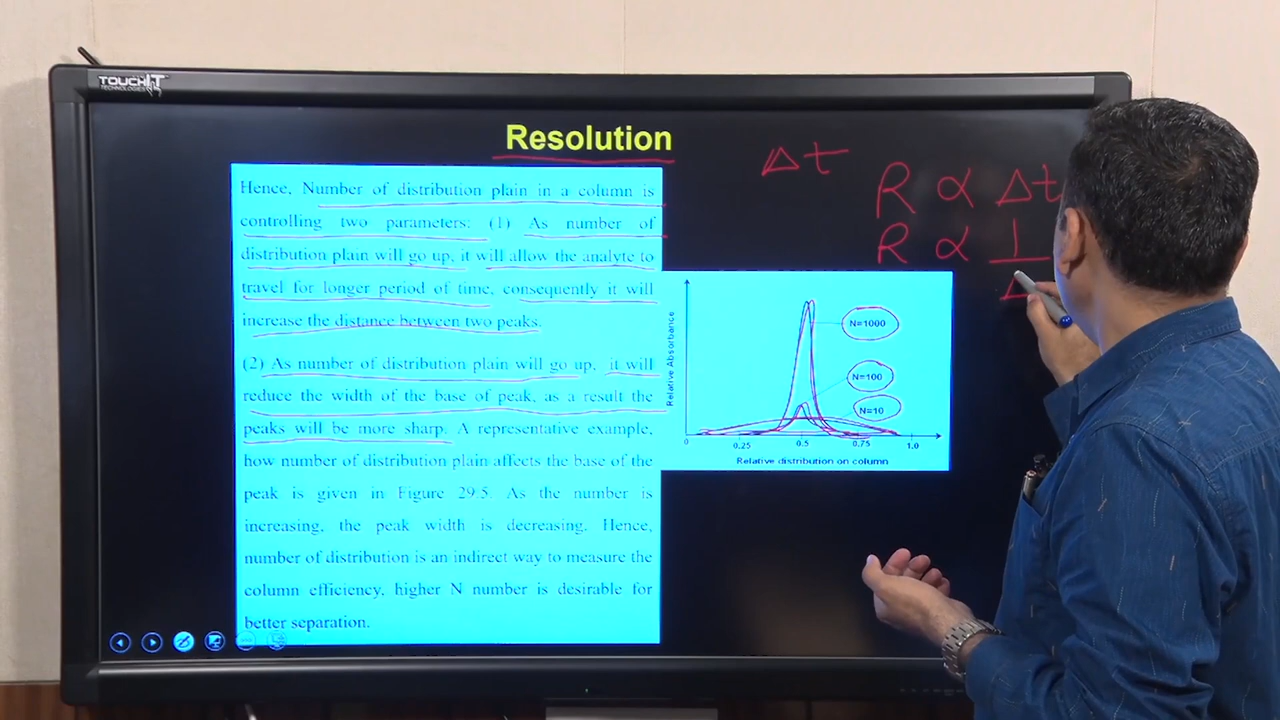 TOUCHIT
TECHNOLOGIES
Resolution
Δt
R ∝ Δt
R ∝ 1
Δ
Hence, Number of distribution plain in a column is
controlling two parameters: (1) As number of
distribution plain will go up, it will allow the analyte to
travel for longer period of time, consequently it will
increase the distance between two peaks.
(2) As number of distribution plain will go up, it will
reduce the width of the base of peak, as a result the
peaks will be more sharp. A representative example,
how number of distribution plain affects the base of the
peak is given in Figure 29.5. As the number is
increasing, the peak width is decreasing. Hence,
number of distribution is an indirect way to measure the
column efficiency, higher N number is desirable for
better separation.
Relative Absorbance
N=1000
N=100
N=10
0 0.25 0.5 0.75 1.0
Relative distribution on column